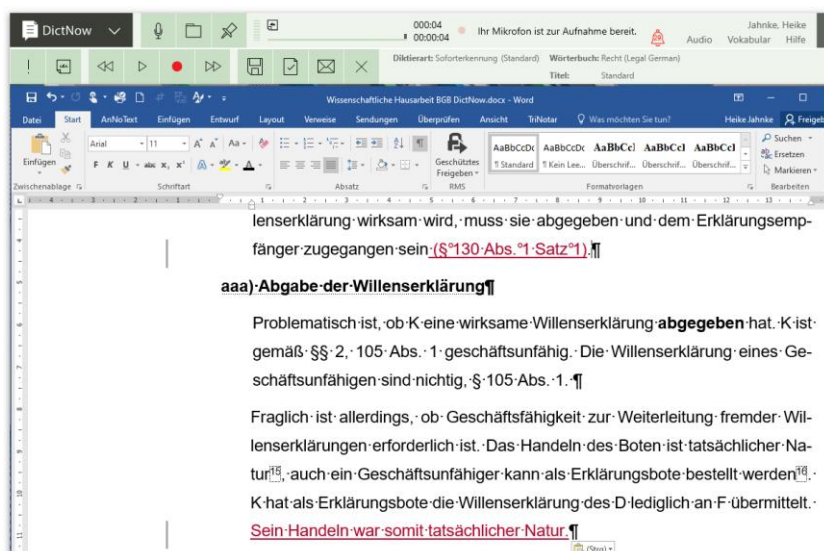 DictNow
000:04
00:00:04
Ihr Mikrofon ist zur Aufnahme bereit.
Jahnke, Heike
Audio Vokabular Hilfe
Diktierart: Soforterkennung (Standard) Wörterbuch: Recht (Legal German)
Titel: Standard
Wissenschaftliche Hausarbeit BGB DictNow.docx - Word
Datei Start AnNoText Einfügen Entwurf Layout Verweise Sendungen Überprüfen Ansicht TriNotar Was möchten Sie tun? Heike Jahnke Freigeb
Einfügen
Arial 11
F K U abc x, x²
Geschütztes
Freigeben
AaBbCcDc AaBbCcDc AaBbCc AaBbCcI AaBbCcI
¶ Standard ¶ Kein Lee... Überschrif... Überschrif... Überschrif...
Suchen
Ersetzen
Markieren
Zwischenablage Schriftart Absatz RMS Formatvorlagen Bearbeiten
lenserklärung wirksam wird, muss sie abgegeben und dem Erklärungsemp-
fänger zugegangen sein (§°130 Abs.°1 Satz°1).¶
aaa) Abgabe der Willenserklärung¶
Problematisch ist, ob K eine wirksame Willenserklärung abgegeben hat. K ist
gemäß §§ 2, 105 Abs. 1 geschäftsunfähig. Die Willenserklärung eines Ge-
schäftsunfähigen sind nichtig, § 105 Abs. 1. ¶
Fraglich ist allerdings, ob Geschäftsfähigkeit zur Weiterleitung fremder Wil-
lenserklärungen erforderlich ist. Das Handeln des Boten ist tatsächlicher Na-
tur15, auch ein Geschäftsunfähiger kann als Erklärungsbote bestellt werden16.
K hat als Erklärungsbote die Willenserklärung des D lediglich an F übermittelt.
Sein Handeln war somit tatsächlicher Natur.¶
(Strg)